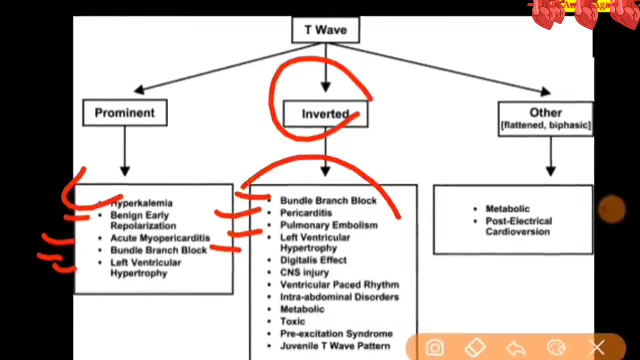 T Wave
Prominent
Inverted
Other
[flattened, biphasic]
Hyperkalemia
Benign Early
Repolarization
Acute Myopericarditis
Bundle Branch Block
Left Ventricular
Hypertrophy
Bundle Branch Block
Pericarditis
Pulmonary Embolism
Left Ventricular
Hypertrophy
Digitalis Effect
CNS injury
Ventricular Paced Rhythm
Intra-abdominal Disorders
Metabolic
Toxic
Pre-excitation Syndrome
Juvenile T Wave Pattern
Metabolic
Post-Electrical
Cardioversion